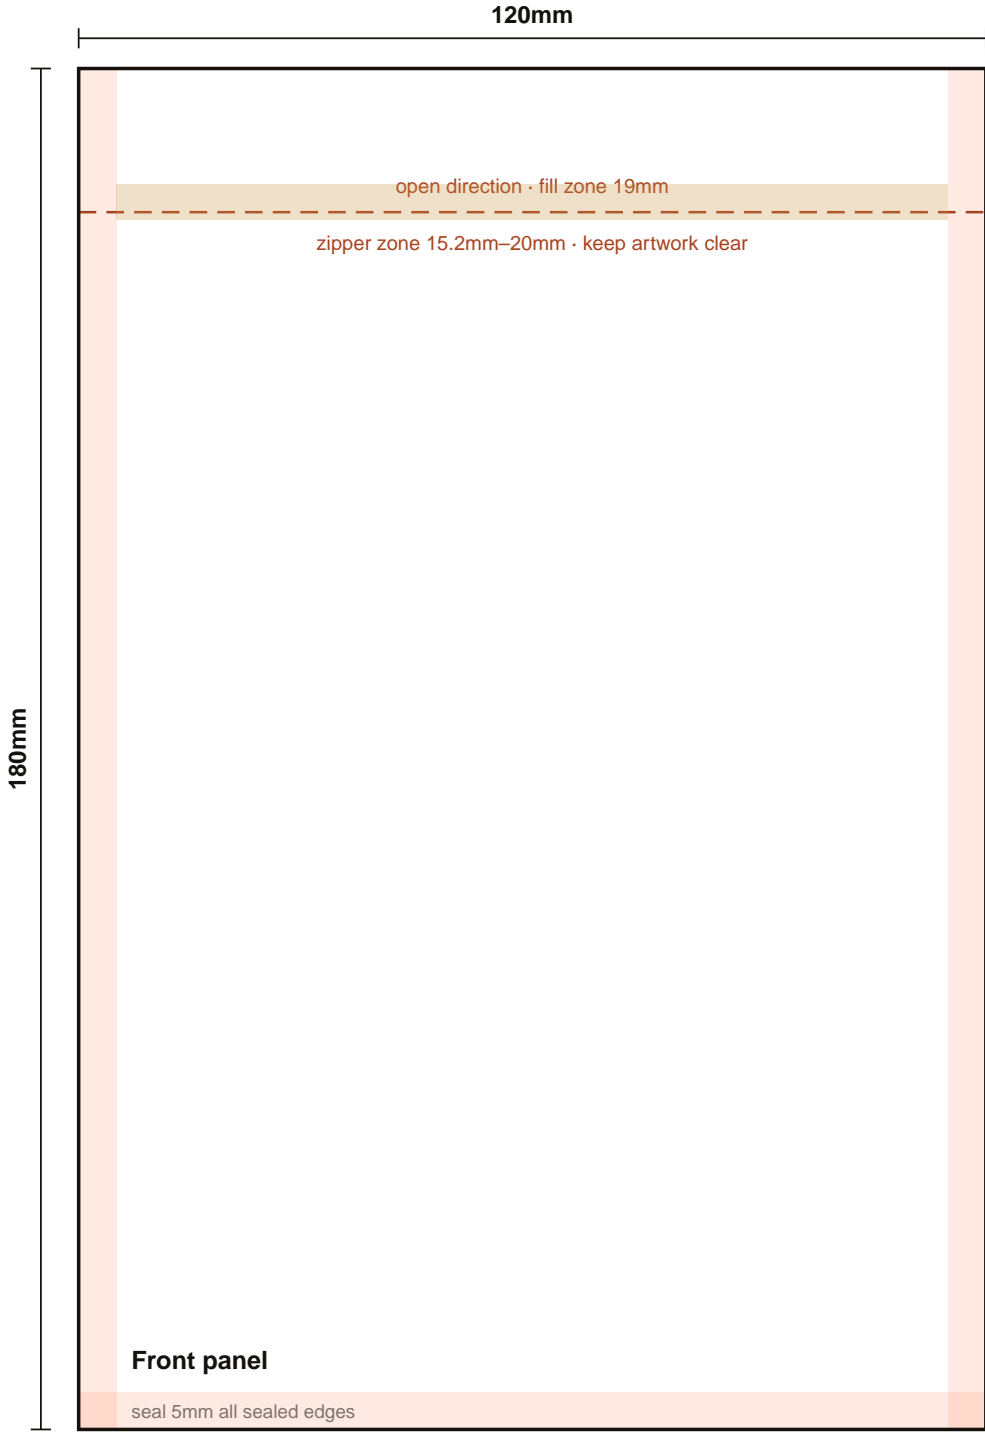 120mm
open direction · fill zone 19mm
zipper zone 15.2mm–20mm · keep artwork clear
180mm
Front panel
seal 5mm all sealed edges